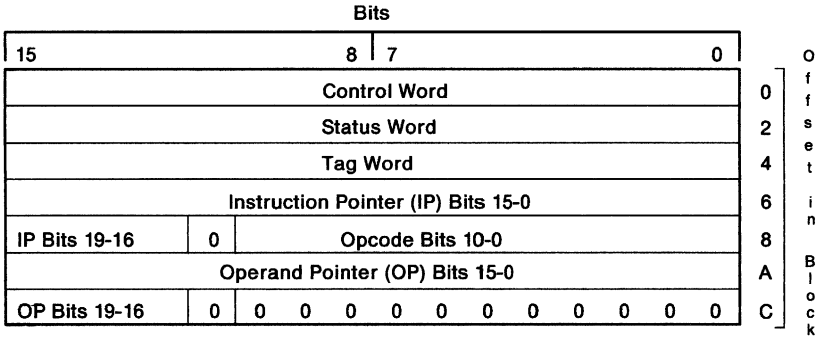 Bits
15 8 7 0
Control Word 0
Status Word 2
Tag Word 4
Instruction Pointer (IP) Bits 15-0 6
IP Bits 19-16 0 Opcode Bits 10-0 8
Operand Pointer (OP) Bits 15-0 A
OP Bits 19-16 0 0 0 0 0 0 0 0 0 0 0 0 C
Offset in Block